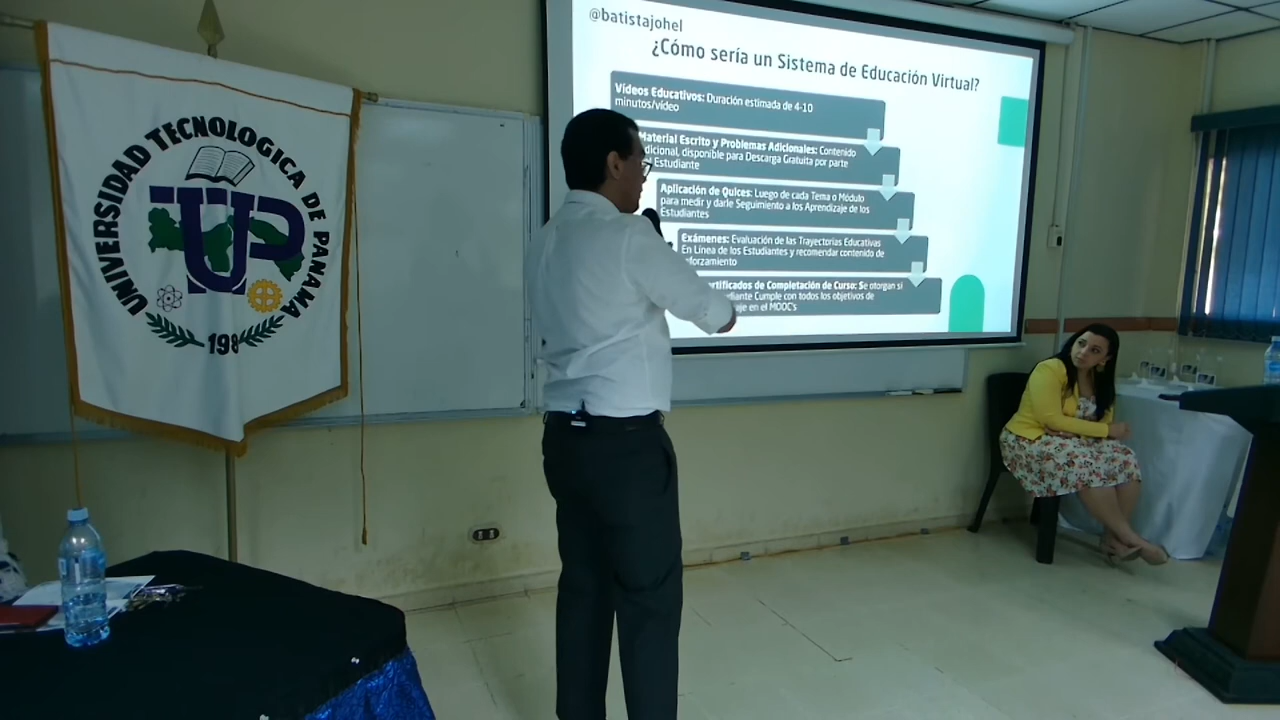 UNIVERSIDAD TECNOLOGICA DE PANAMA
UTP
198
@batistajohel
¿Cómo sería un Sistema de Educación Virtual?
Vídeos Educativos: Duración estimada de 4-10
minutos/vídeo
Material Escrito y Problemas Adicionales: Contenido
dicional, disponible para Descarga Gratuita por parte
Estudiante
Aplicación de Quices: Luego de cada Tema o Módulo
para medir y darle Seguimiento a los Aprendizaje de los
Estudiantes
Exámenes: Evaluación de las Trayectorias Educativas
En Línea de los Estudiantes y recomendar contenido de
forzamiento
ertificados de Completación de Curso: Se otorgan si
diante Cumple con todos los objetivos de
je en el MOOC's